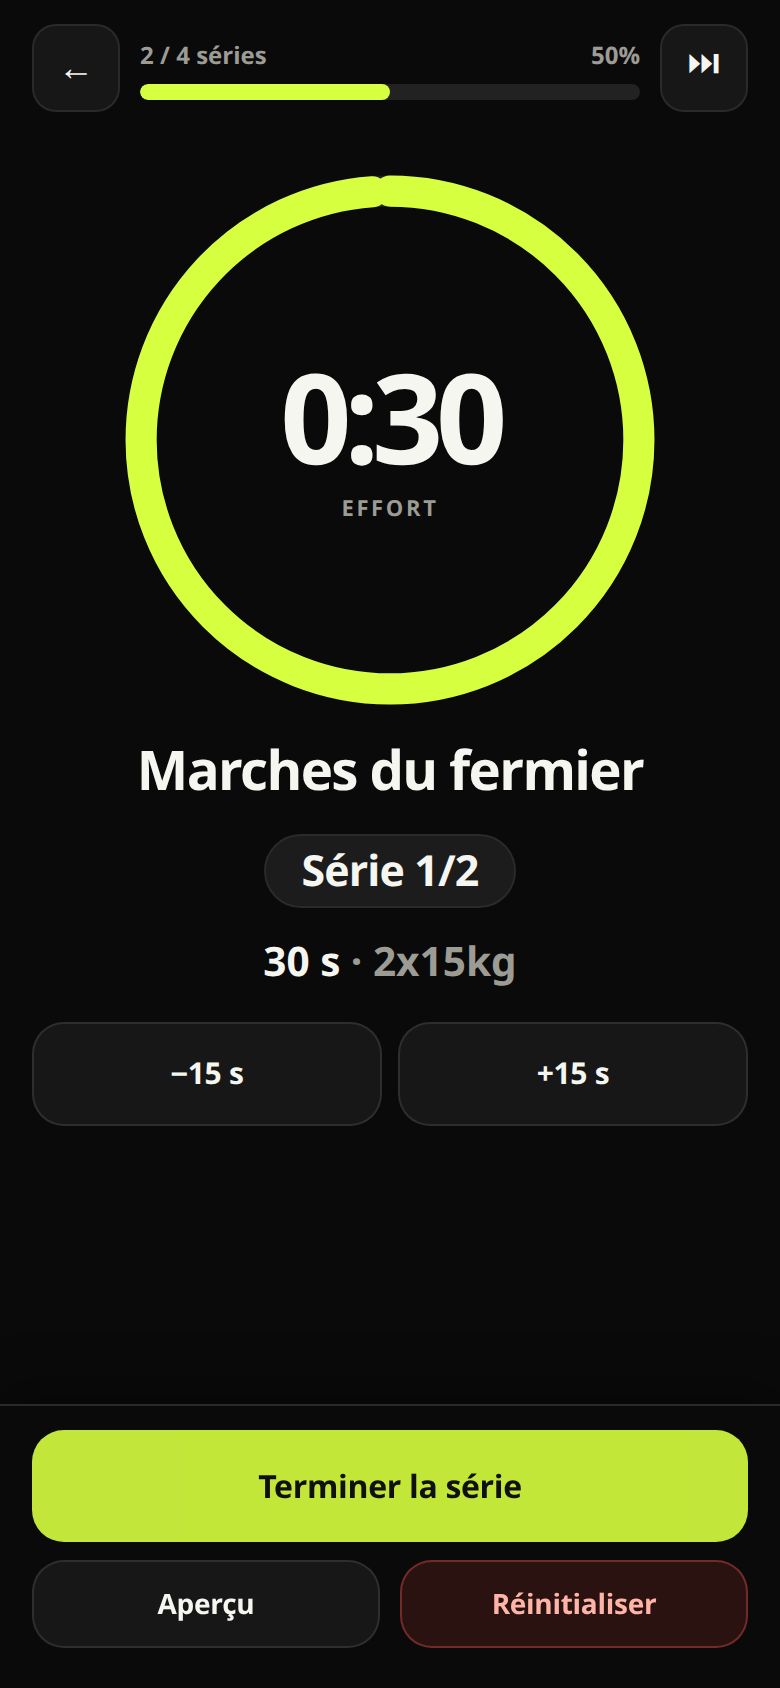 ←
2 / 4 séries
50%
⏭
0:30
EFFORT
Marches du fermier
Série 1/2
30 s · 2x15kg
−15 s
+15 s
Terminer la série
Aperçu
Réinitialiser